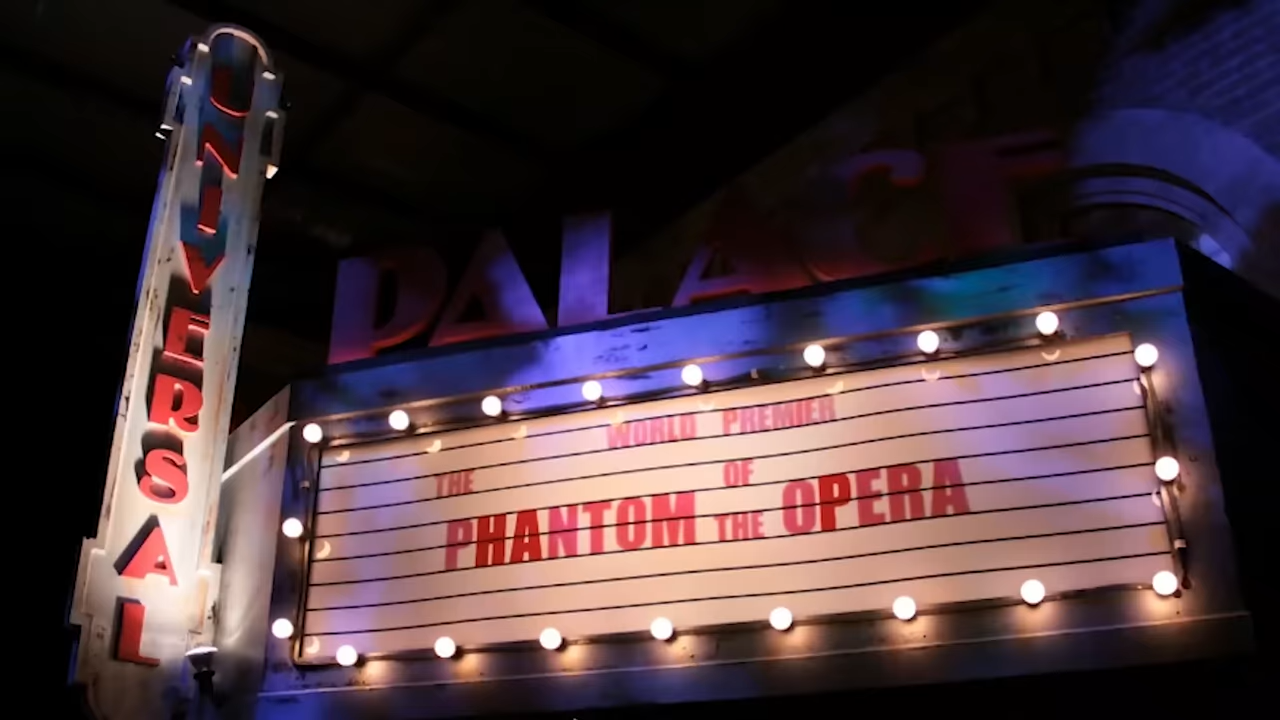 UNIVERSAL
PALACE
WORLD PREMIER
THE OF
PHANTOM THE OPERA